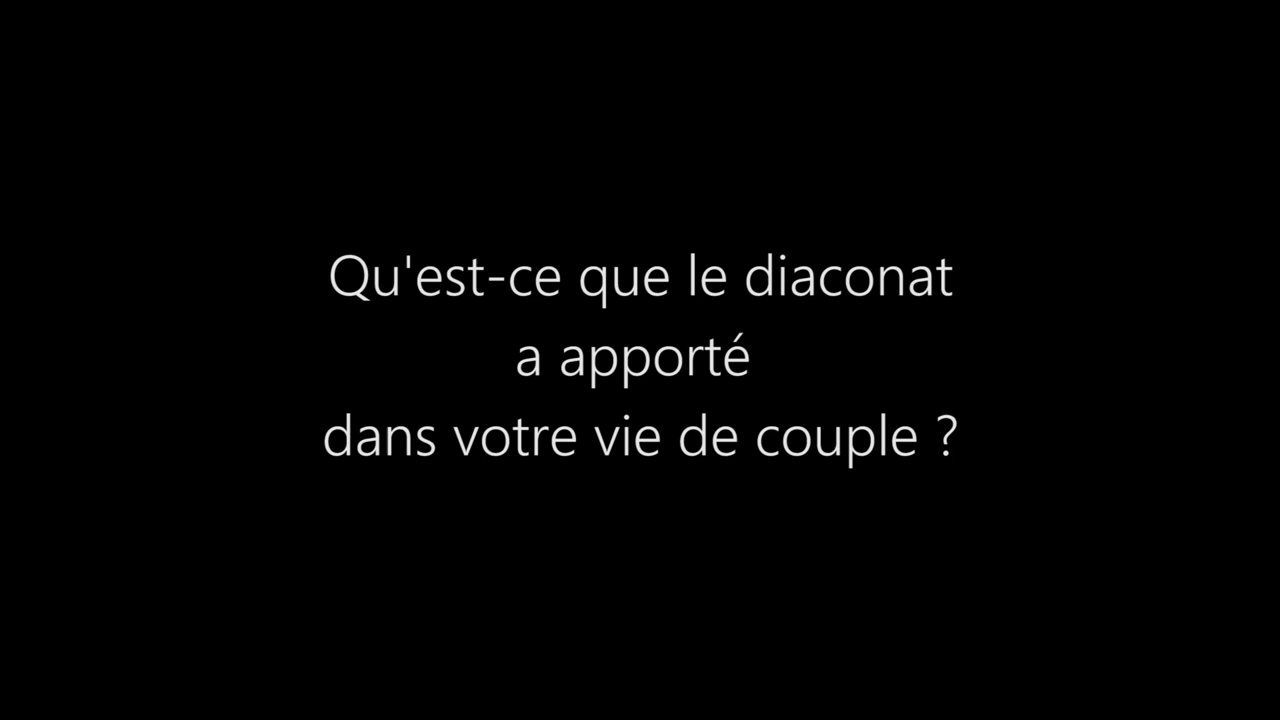 Qu'est-ce que le diaconat
a apporté
dans votre vie de couple ?